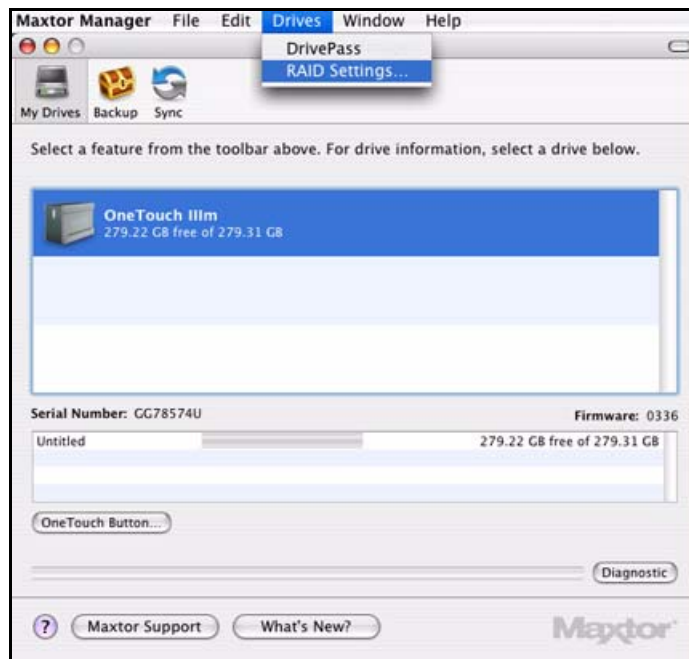 Maxtor Manager File Edit Drives Window Help
DrivePass
RAID Settings...
My Drives Backup Sync
Select a feature from the toolbar above. For drive information, select a drive below.
OneTouch IIIm
279.22 GB free of 279.31 GB
Serial Number: GG78574U Firmware: 0336
Untitled 279.22 GB free of 279.31 GB
OneTouch Button...
Diagnostic
? Maxtor Support What's New? Maxtor